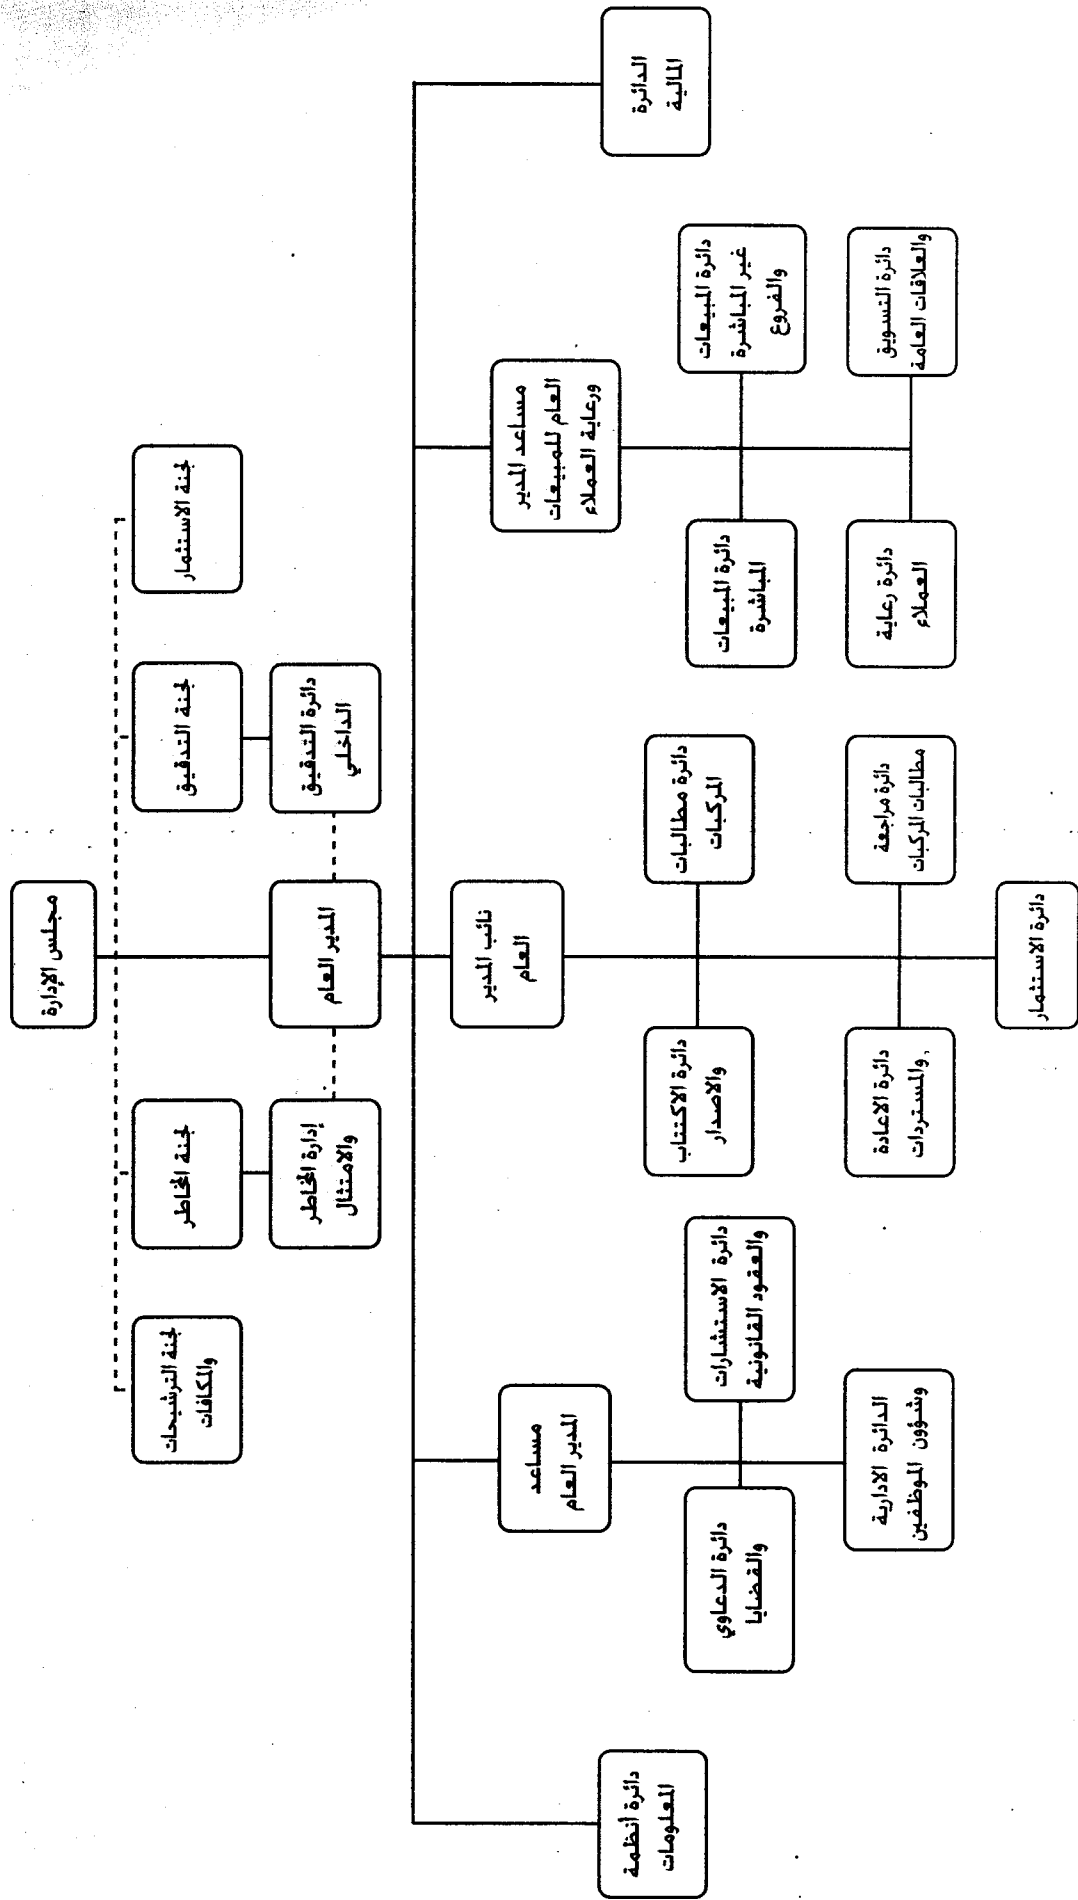 مجلس الإدارة
لجنة الاستثمار
لجنة التدقيق
لجنة المخاطر
لجنة الترشيحات
والمكافات
دائرة التدقيق
الداخلي
المدير العام
إدارة المخاطر
والامتثال
الدائرة
المالية
مساعد المدير
العام للمبيعات
ورعاية العملاء
نائب المدير
العام
مساعد
المدير العام
دائرة أنظمة
المعلومات
دائرة المبيعات
غير المباشرة
والفروع
دائرة المبيعات
المباشرة
دائرة مطالبات
المركبات
دائرة الاكتتاب
والاصدار
دائرة الاستشارات
والعقود القانونية
دائرة الدعاوي
والقضايا
دائرة التسويق
والعلاقات العامة
دائرة رعاية
العملاء
دائرة مراجعة
مطالبات المركبات
دائرة الاعادة
والمستردات
الدائرة الادارية
وشؤون الموظفين
دائرة الاستثمار